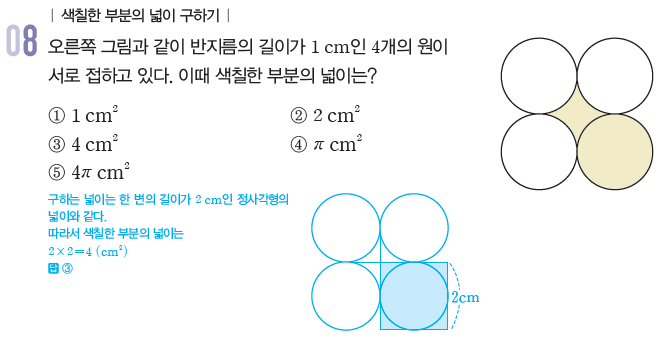 | 색칠한 부분의 넓이 구하기 |
08 오른쪽 그림과 같이 반지름의 길이가 1 cm인 4개의 원이
서로 접하고 있다. 이때 색칠한 부분의 넓이는?
① 1 cm² ② 2 cm²
③ 4 cm² ④ π cm²
⑤ 4π cm²
구하는 넓이는 한 변의 길이가 2 cm인 정사각형의
넓이와 같다.
따라서 색칠한 부분의 넓이는
2×2=4 (cm²)
답 ③
2cm